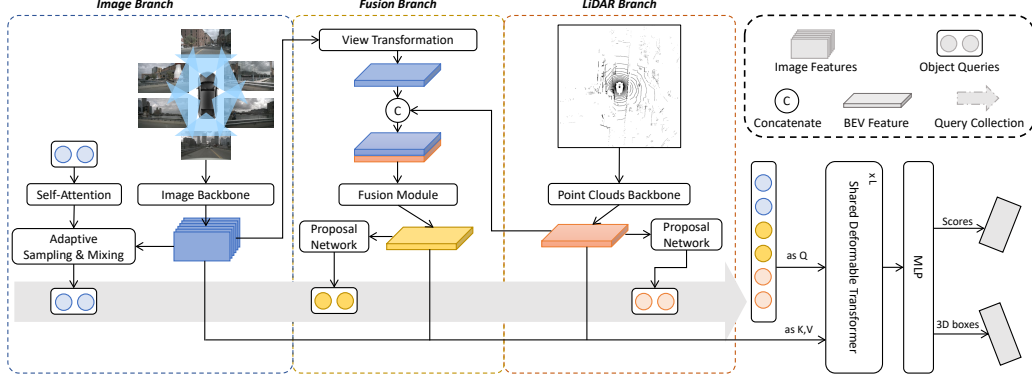 Image Branch
Fusion Branch
LiDAR Branch
View Transformation
C
Self-Attention
Image Backbone
Fusion Module
Point Clouds Backbone
Adaptive
Sampling & Mixing
Proposal
Network
Proposal
Network
Image Features
Object Queries
C
Concatenate
BEV Feature
Query Collection
as Q
as K,V
x L
Shared Deformable Transformer
MLP
Scores
3D boxes